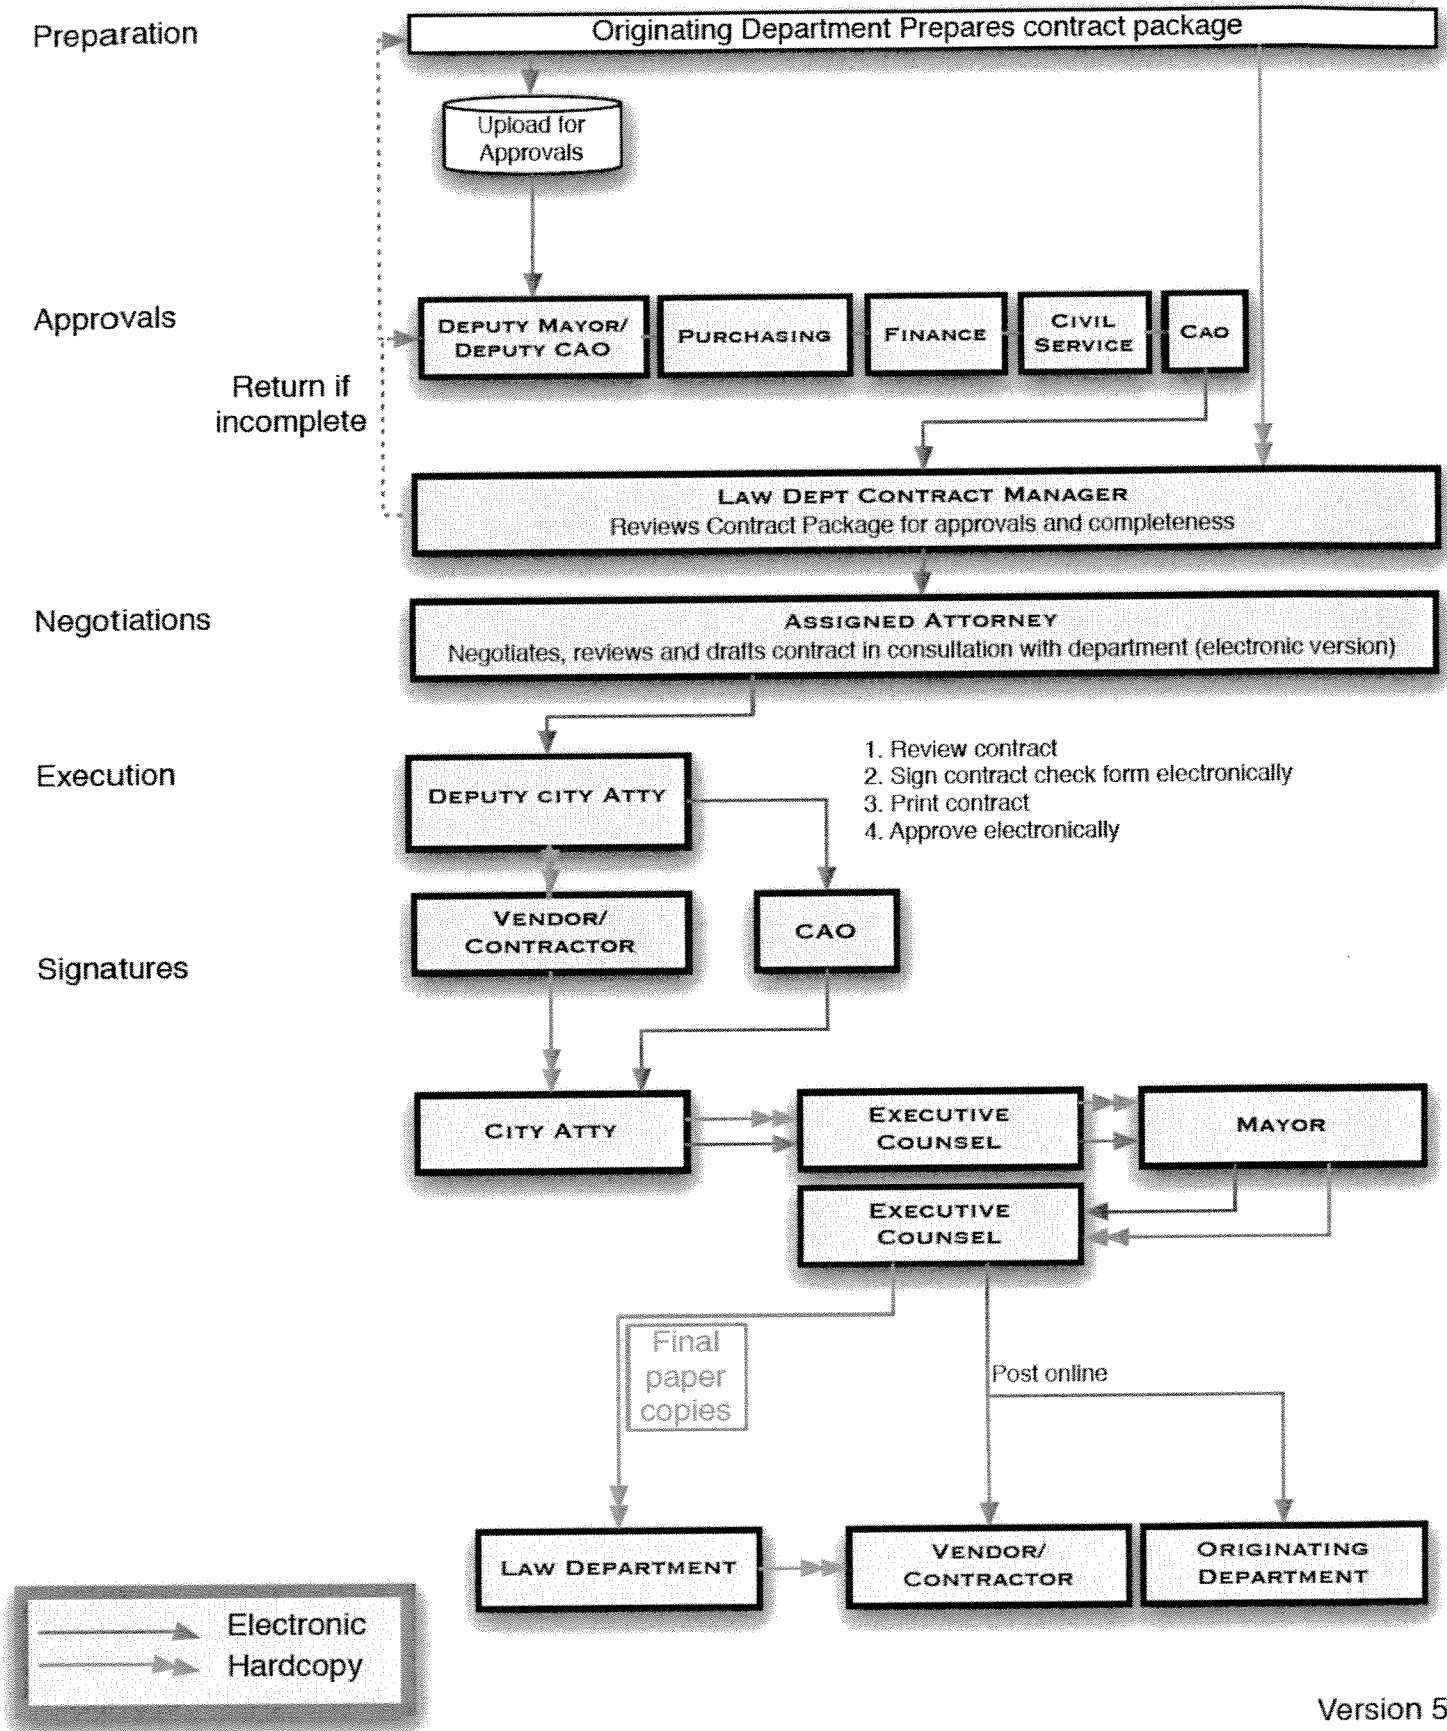 Preparation
Originating Department Prepares contract package
Upload for
Approvals
Approvals
DEPUTY MAYOR/
DEPUTY CAO
PURCHASING
FINANCE
CIVIL
SERVICE
CAO
Return if
incomplete
LAW DEPT CONTRACT MANAGER
Reviews Contract Package for approvals and completeness
Negotiations
ASSIGNED ATTORNEY
Negotiates, reviews and drafts contract in consultation with department (electronic version)
Execution
DEPUTY CITY ATTY
1. Review contract
2. Sign contract check form electronically
3. Print contract
4. Approve electronically
VENDOR/
CONTRACTOR
CAO
Signatures
CITY ATTY
EXECUTIVE
COUNSEL
MAYOR
EXECUTIVE
COUNSEL
Final
paper
copies
Post online
LAW DEPARTMENT
VENDOR/
CONTRACTOR
ORIGINATING
DEPARTMENT
Electronic
Hardcopy
Version 5